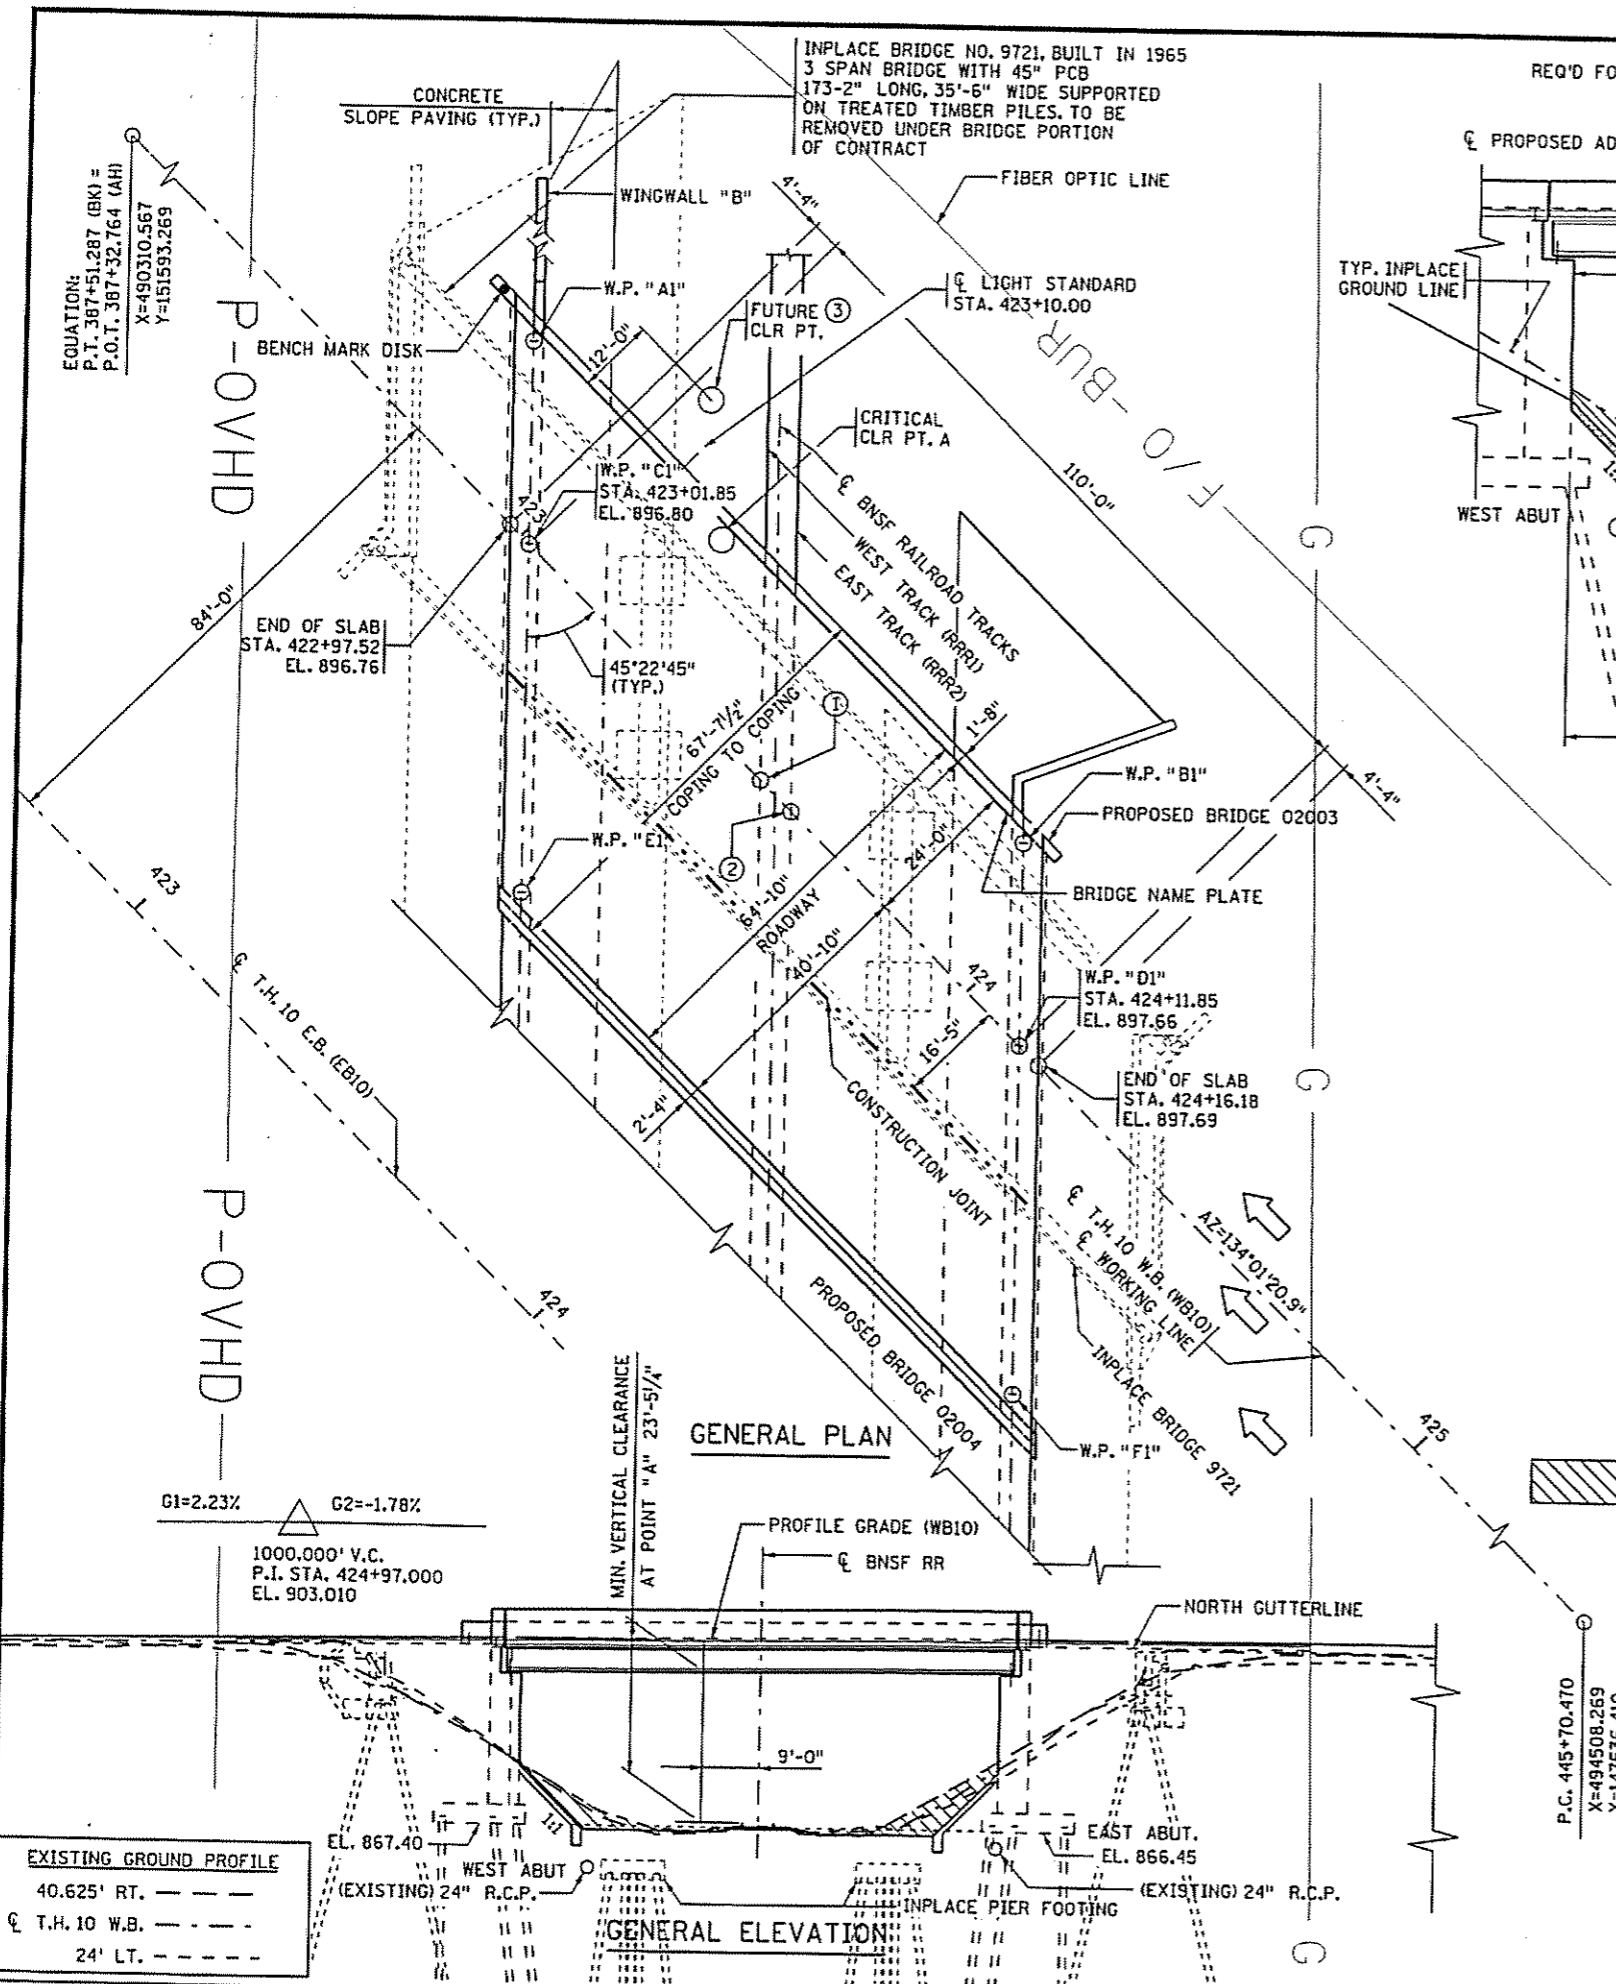 INPLACE BRIDGE NO. 9721, BUILT IN 1965
3 SPAN BRIDGE WITH 45" PCB
173-2" LONG, 35'-6" WIDE SUPPORTED
ON TREATED TIMBER PILES. TO BE
REMOVED UNDER BRIDGE PORTION
OF CONTRACT
REQ'D FO
CONCRETE
SLOPE PAVING (TYP.)
℄ PROPOSED AD
EQUATION:
P.T. 387+51.287 (BK) =
P.O.T. 387+32.764 (AH)
X=490310.567
Y=151593.269
WINGWALL "B"
4'-4"
FIBER OPTIC LINE
P-OVHD
W.P. "A1"
FUTURE ③
CLR PT.
℄ LIGHT STANDARD
STA. 423+10.00
TYP. INPLACE
GROUND LINE
BENCH MARK DISK
12'-0"
F/O-BUR
CRITICAL
CLR PT. A
110'-0"
W.P. "C1"
STA. 423+01.85
EL. 896.80
423
℄ BNSF RAILROAD TRACKS
WEST TRACK (RRR1)
EAST TRACK (RRR2)
WEST ABUT
G
84'-0"
END OF SLAB
STA. 422+97.52
EL. 896.76
45°22'45"
(TYP.)
67'-7½"
COPING TO COPING
①
1'-8"
W.P. "B1"
4'-4"
PROPOSED BRIDGE 02003
W.P. "E1"
②
24'-0"
64'-10"
ROADWAY
BRIDGE NAME PLATE
423
40'-10"
424
W.P. "D1"
STA. 424+11.85
EL. 897.66
℄ T.H. 10 E.B. (EB10)
16'-5"
END OF SLAB
STA. 424+16.18
EL. 897.69
G
2'-4"
CONSTRUCTION JOINT
P-OVHD
℄ T.H. 10 W.B. (WB10)
℄ WORKING LINE
AZ=134°01'20.9"
424
PROPOSED BRIDGE 02004
INPLACE BRIDGE 9721
GENERAL PLAN
W.P. "F1"
425
MIN. VERTICAL CLEARANCE
AT POINT "A" 23'-5¼"
G1=2.23%
G2=-1.78%
1000.000' V.C.
P.I. STA. 424+97.000
EL. 903.010
PROFILE GRADE (WB10)
℄ BNSF RR
NORTH GUTTERLINE
P.C. 445+70.470
X=494508.269
9'-0"
1:1
EL. 867.40
WEST ABUT
(EXISTING) 24" R.C.P.
EAST ABUT.
EL. 866.45
(EXISTING) 24" R.C.P.
INPLACE PIER FOOTING
GENERAL ELEVATION
G
EXISTING GROUND PROFILE
40.625' RT.
℄ T.H. 10 W.B.
24' LT.